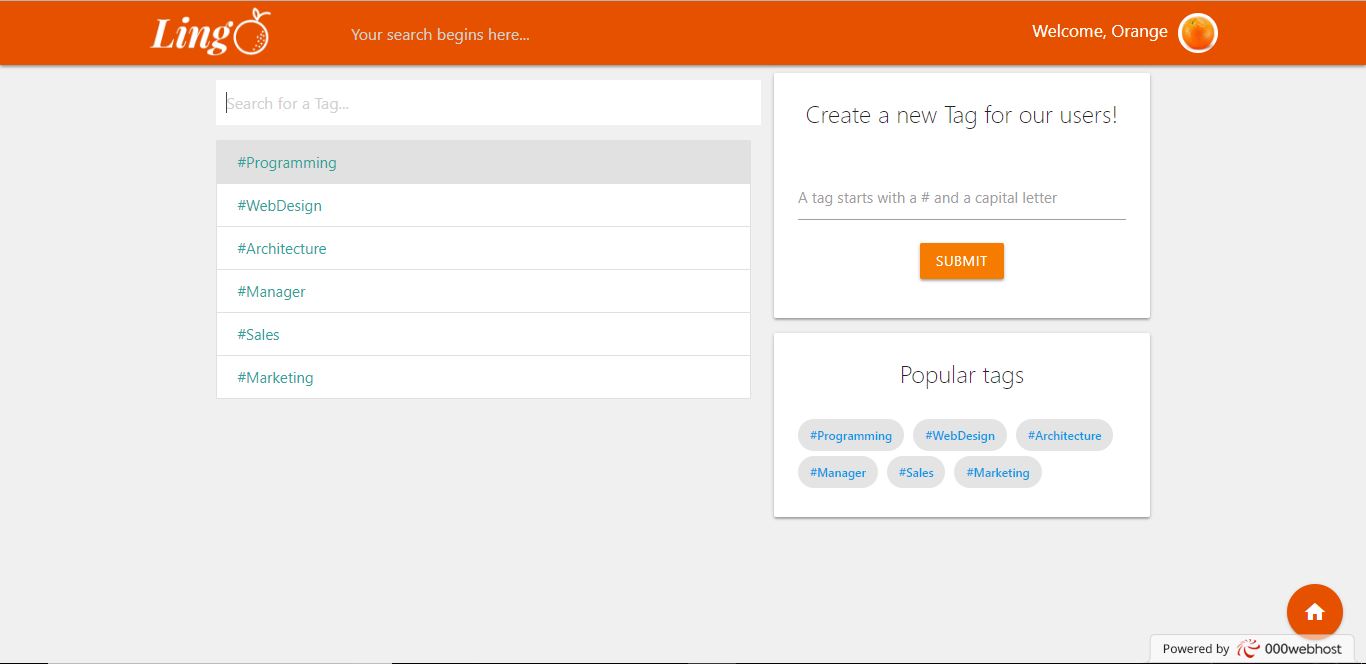 Lingo
Your search begins here...
Welcome, Orange
Search for a Tag...
#Programming
#WebDesign
#Architecture
#Manager
#Sales
#Marketing
Create a new Tag for our users!
A tag starts with a # and a capital letter
SUBMIT
Popular tags
#Programming #WebDesign #Architecture
#Manager #Sales #Marketing
Powered by 000webhost